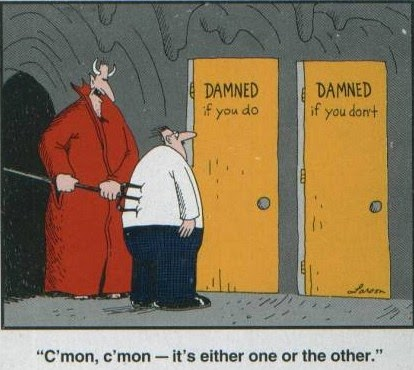 DAMNED
if you do
DAMNED
if you don't
Larson
"C'mon, c'mon — it's either one or the other."